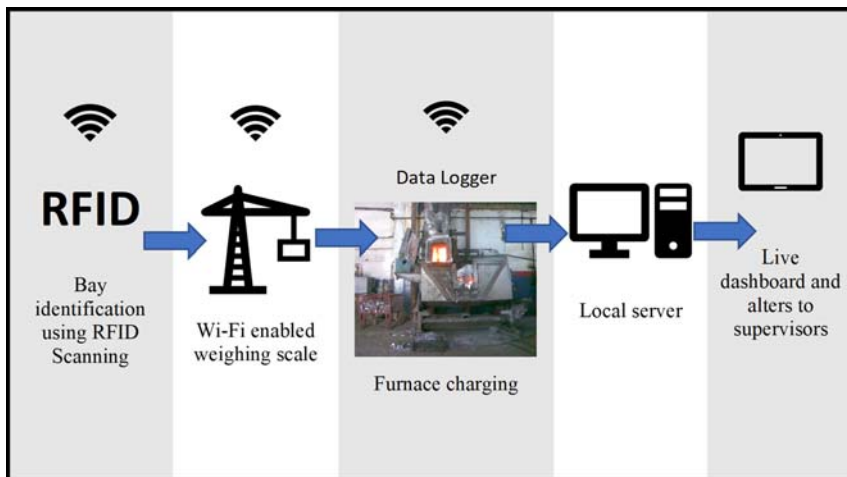 RFID
Bay
identification
using RFID
Scanning
Wi-Fi enabled
weighing scale
Data Logger
Furnace charging
Local server
Live
dashboard and
alters to
supervisors